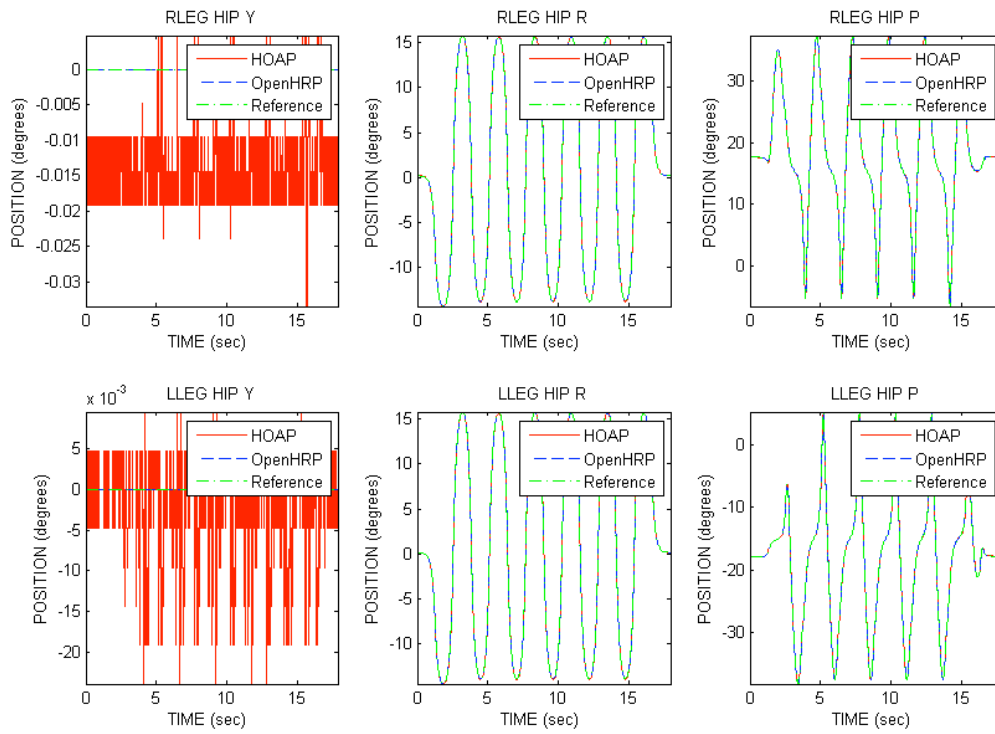 RLEG HIP Y
POSITION (degrees)
0
-0.005
-0.01
-0.015
-0.02
-0.025
-0.03
0 5 10 15
TIME (sec)
HOAP
OpenHRP
Reference
RLEG HIP R
POSITION (degrees)
15
10
5
0
-5
-10
0 5 10 15
TIME (sec)
HOAP
OpenHRP
Reference
RLEG HIP P
POSITION (degrees)
30
20
10
0
0 5 10 15
TIME (sec)
HOAP
OpenHRP
Reference
LLEG HIP Y
x 10-3
POSITION (degrees)
5
0
-5
-10
-15
-20
0 5 10 15
TIME (sec)
HOAP
OpenHRP
Reference
LLEG HIP R
POSITION (degrees)
15
10
5
0
-5
-10
0 5 10 15
TIME (sec)
HOAP
OpenHRP
Reference
LLEG HIP P
POSITION (degrees)
0
-10
-20
-30
0 5 10 15
TIME (sec)
HOAP
OpenHRP
Reference